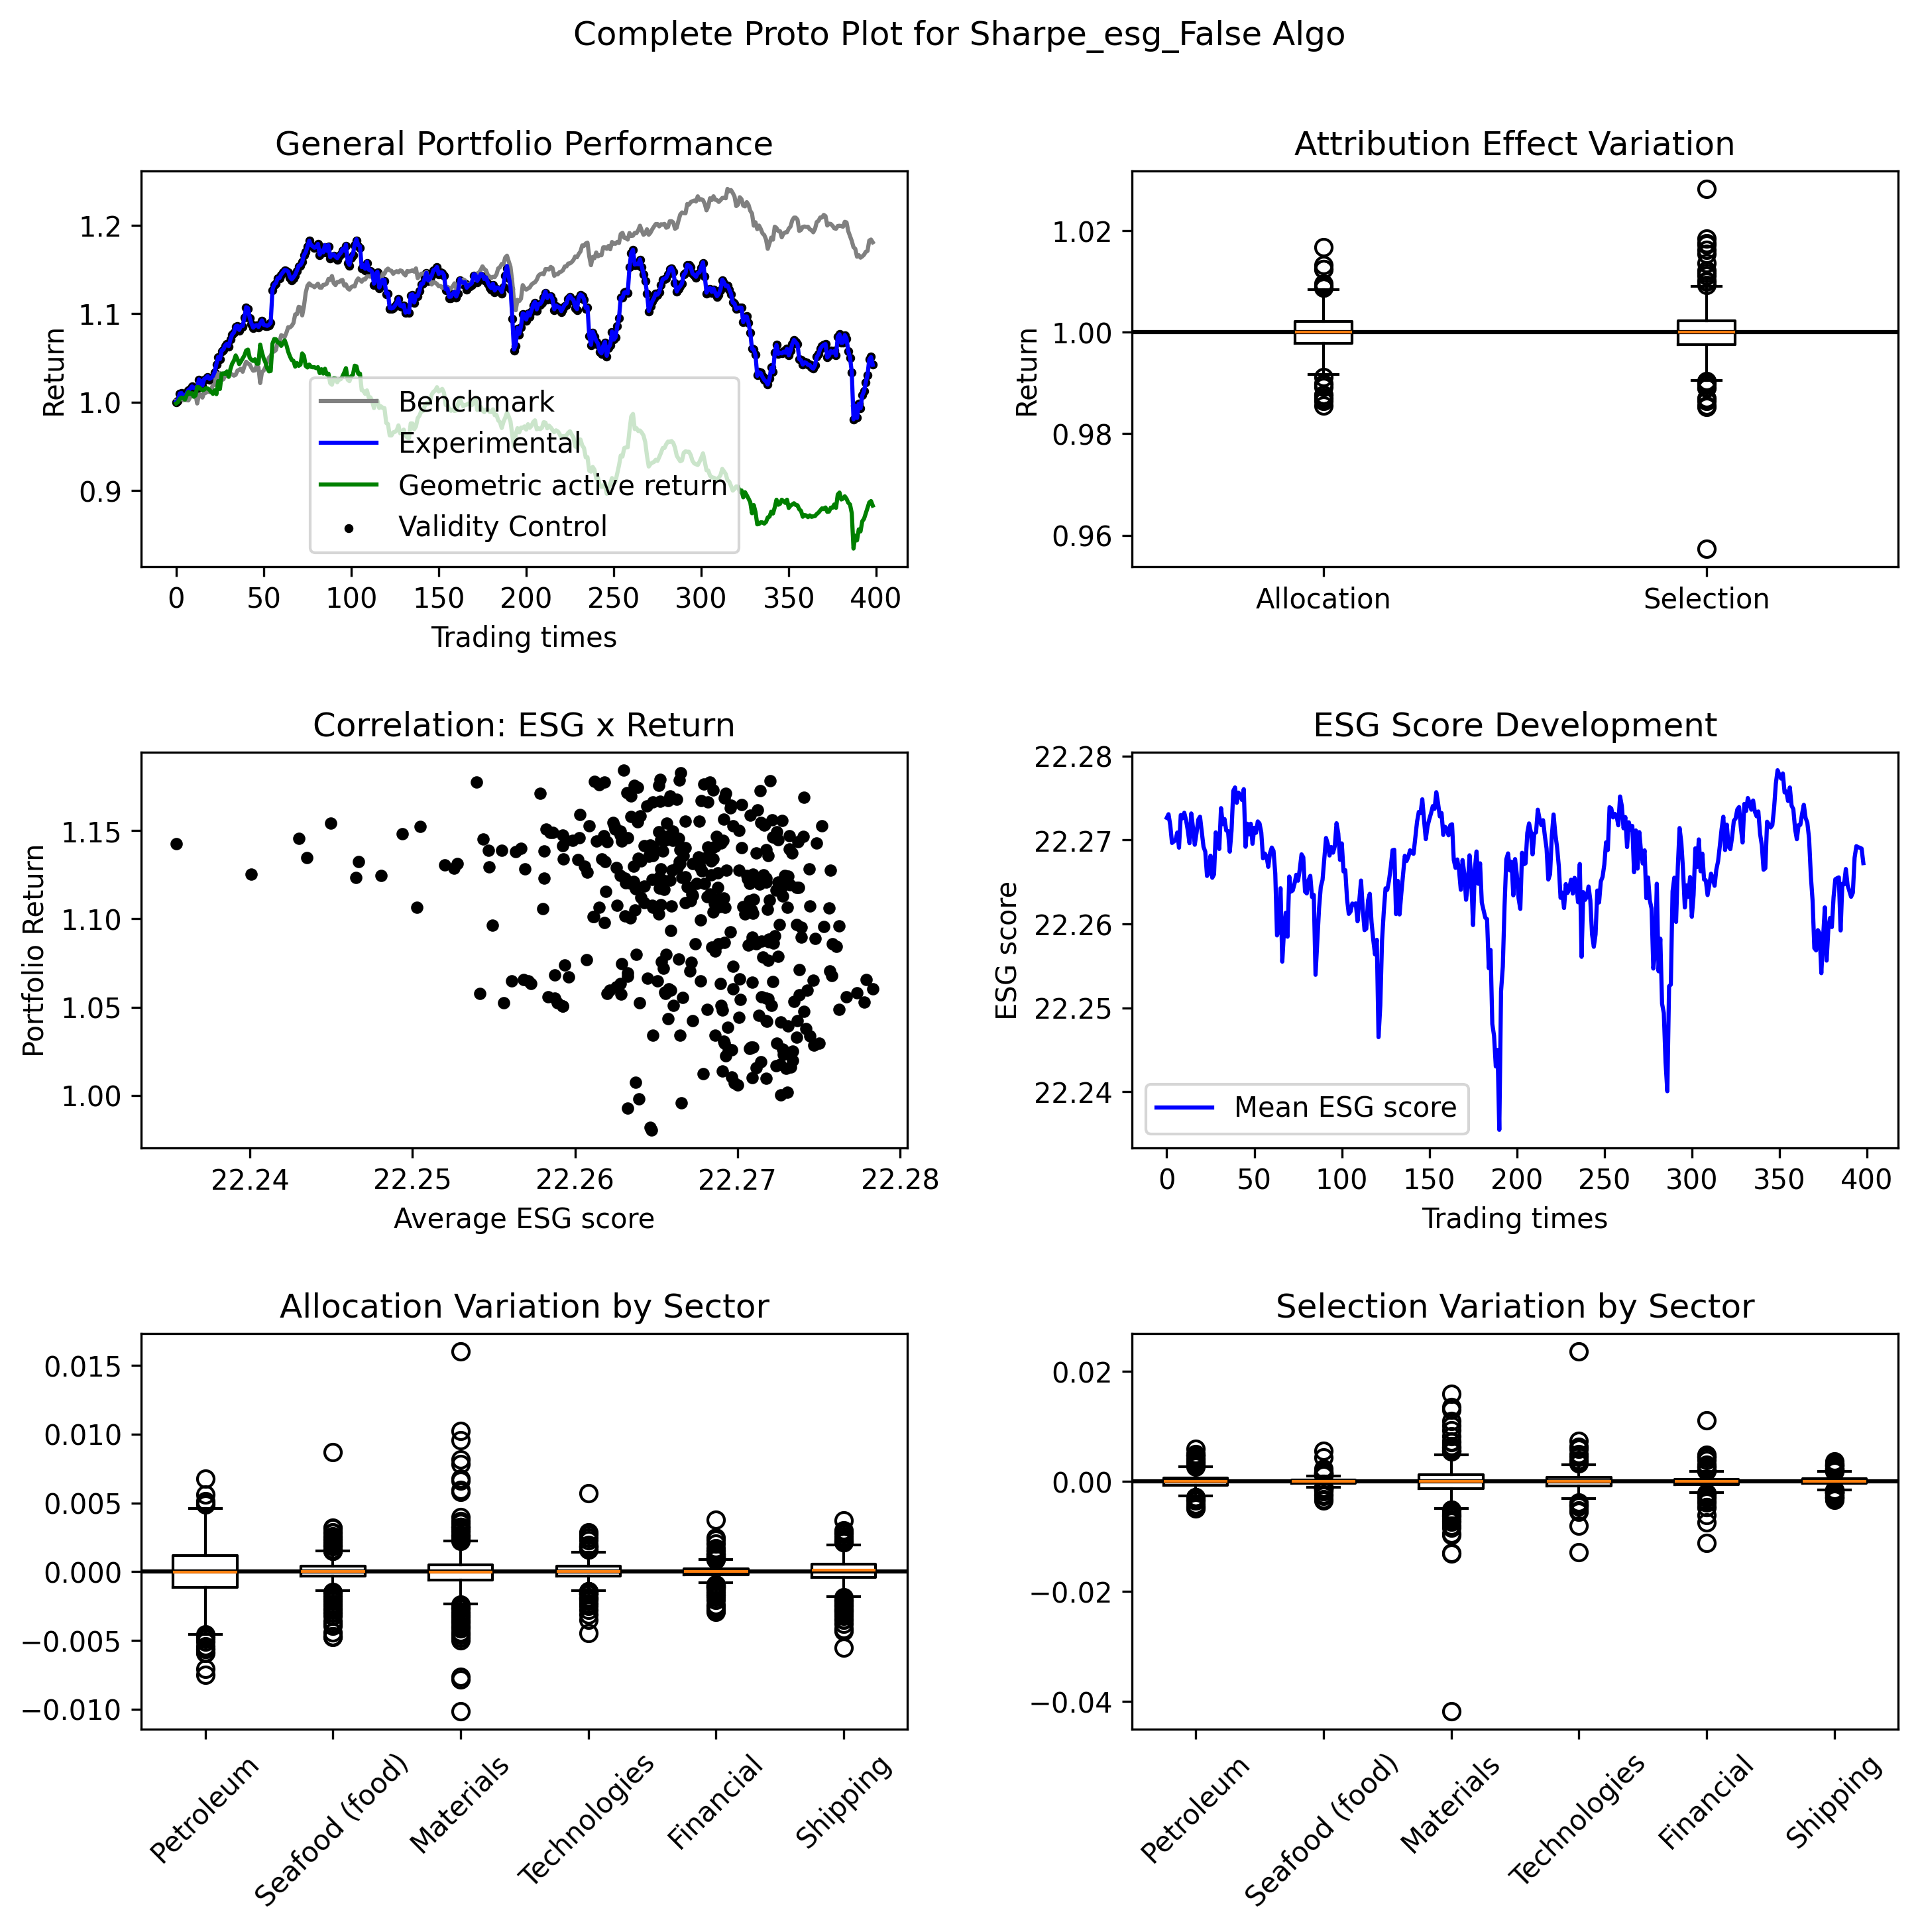 Complete Proto Plot for Sharpe_esg_False Algo
General Portfolio Performance
Return
1.2
1.1
1.0
0.9
Benchmark
Experimental
Geometric active return
Validity Control
0 50 100 150 200 250 300 350 400
Trading times
Attribution Effect Variation
Return
1.02
1.00
0.98
0.96
Allocation Selection
Correlation: ESG x Return
Portfolio Return
1.15
1.10
1.05
1.00
22.24 22.25 22.26 22.27 22.28
Average ESG score
ESG Score Development
ESG score
22.28
22.27
22.26
22.25
22.24
Mean ESG score
0 50 100 150 200 250 300 350 400
Trading times
Allocation Variation by Sector
0.015
0.010
0.005
0.000
−0.005
−0.010
Petroleum
Seafood (food)
Materials
Technologies
Financial
Shipping
Selection Variation by Sector
0.02
0.00
−0.02
−0.04
Petroleum
Seafood (food)
Materials
Technologies
Financial
Shipping